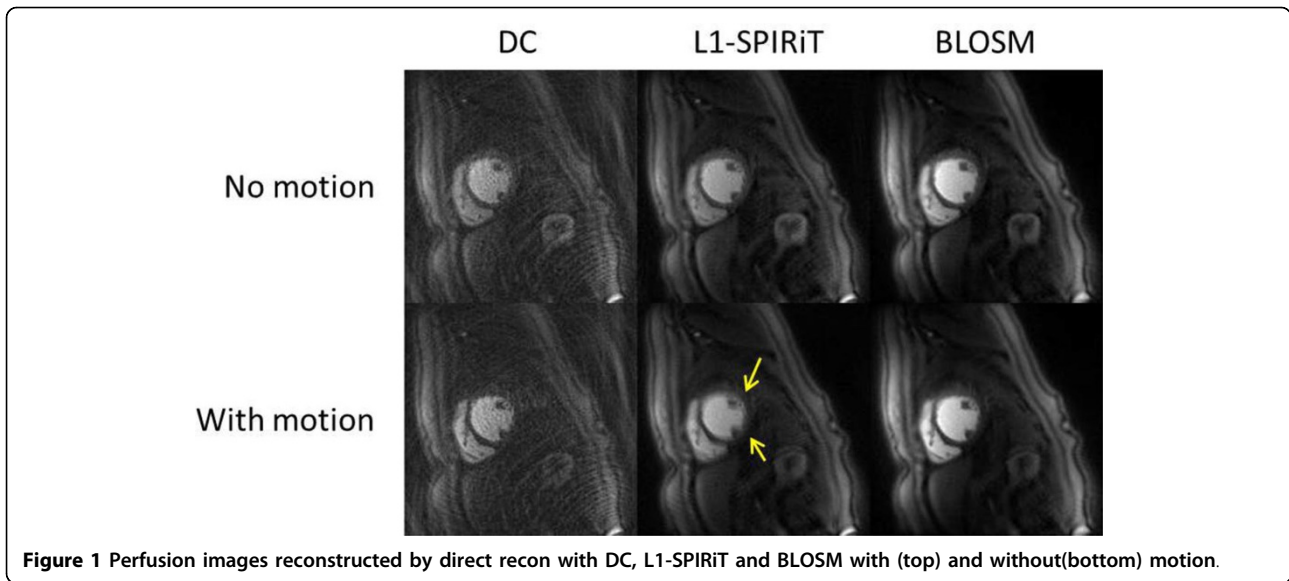 DC L1-SPIRiT BLOSM
No motion
With motion
Figure 1 Perfusion images reconstructed by direct recon with DC, L1-SPIRiT and BLOSM with (top) and without(bottom) motion.